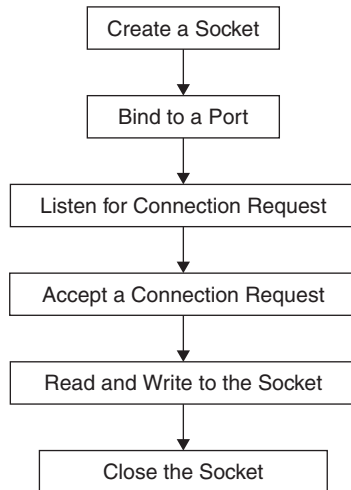 Create a Socket
Bind to a Port
Listen for Connection Request
Accept a Connection Request
Read and Write to the Socket
Close the Socket